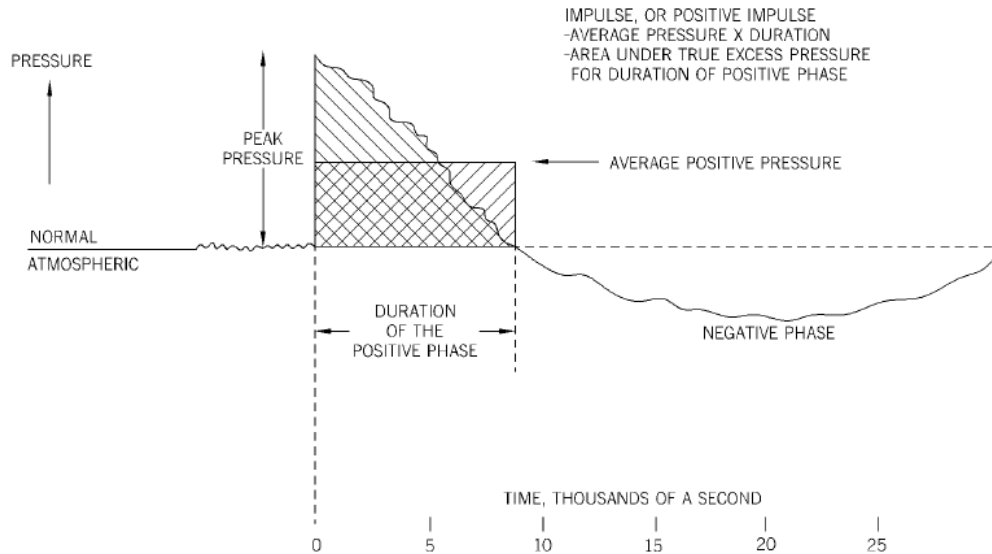 IMPULSE, OR POSITIVE IMPULSE
-AVERAGE PRESSURE X DURATION
-AREA UNDER TRUE EXCESS PRESSURE
FOR DURATION OF POSITIVE PHASE
PRESSURE
PEAK
PRESSURE
AVERAGE POSITIVE PRESSURE
NORMAL
ATMOSPHERIC
DURATION
OF THE
POSITIVE PHASE
NEGATIVE PHASE
TIME, THOUSANDS OF A SECOND
0 5 10 15 20 25